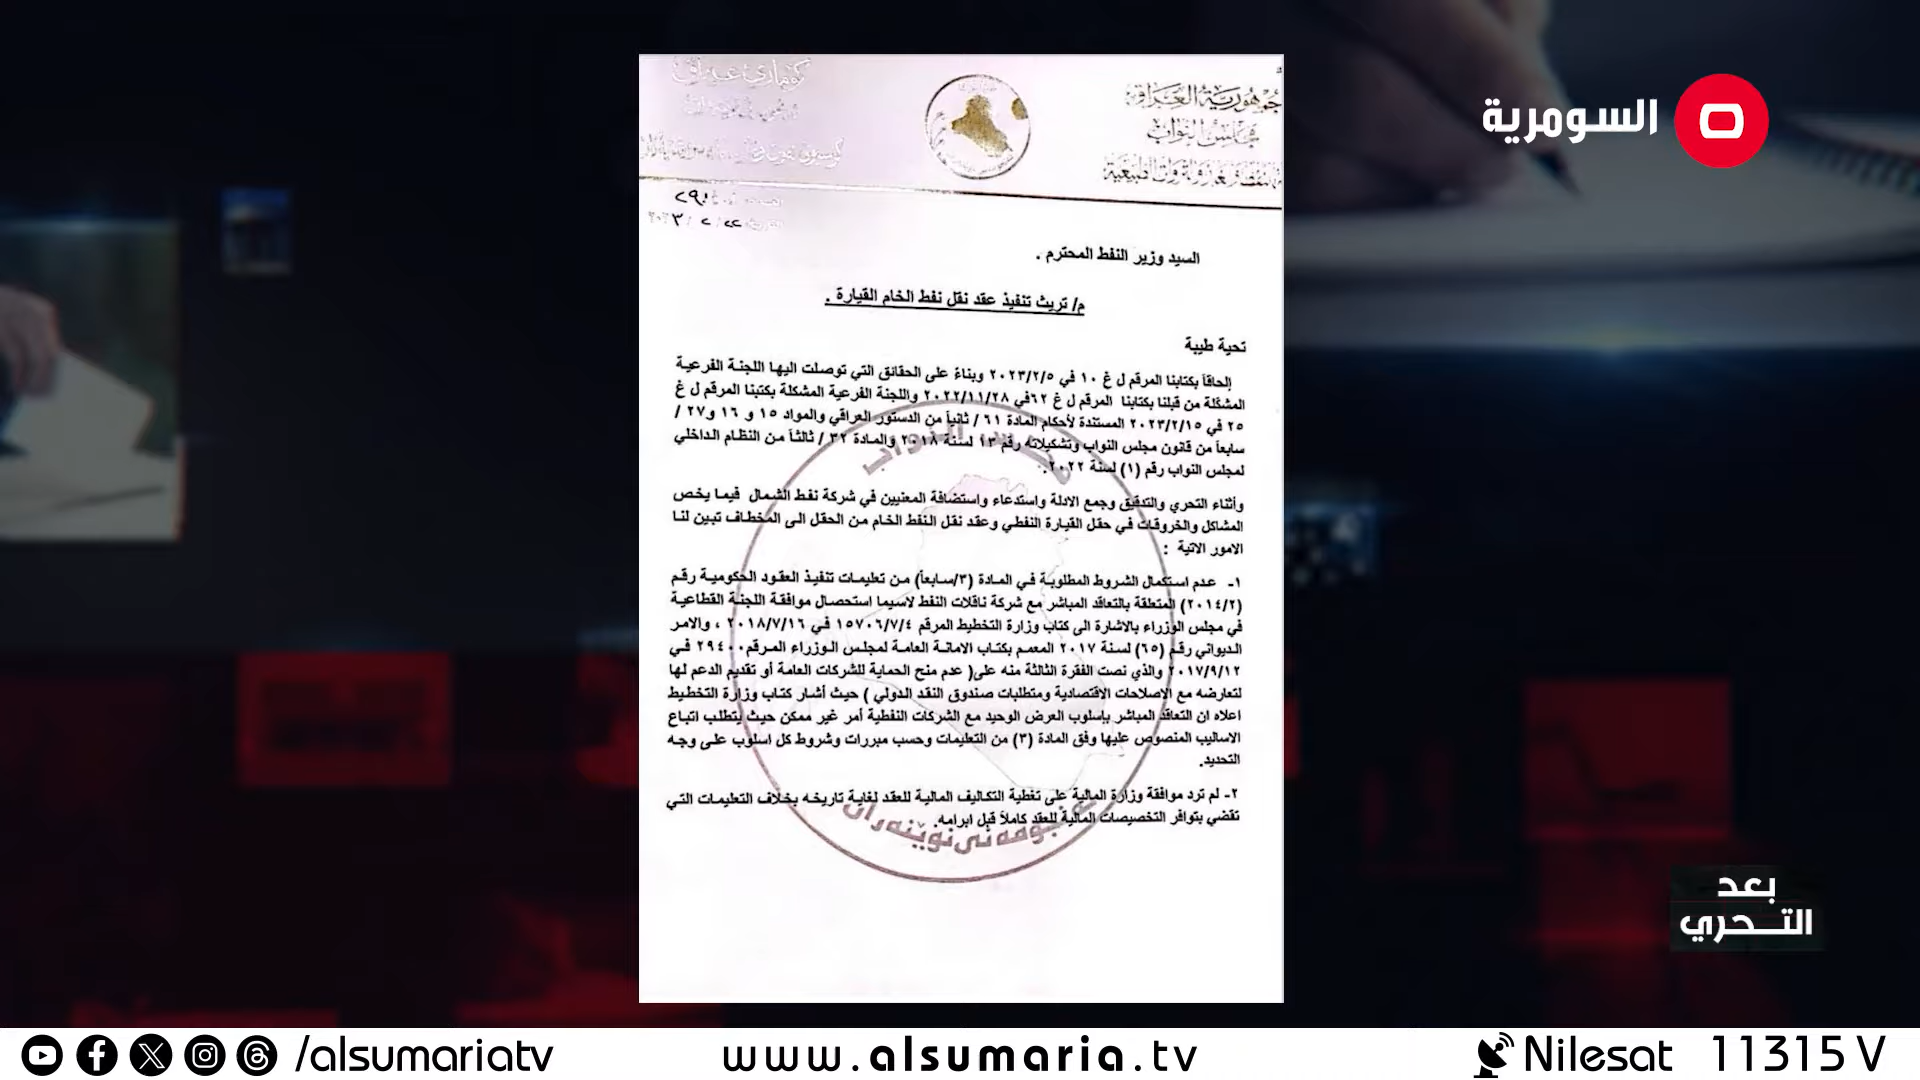 السومرية
جمهورية العراق
مجلس النواب
السيد وزير النفط المحترم .
م/ تريث تنفيذ عقد نقل نفط الخام القيارة .
تحية طيبة
إلحاقاً بكتابنا المرقم ل غ ١٠ في ٢٠٢٣/٢/٥ وبناءً على الحقائق التي توصلت اليها اللجنة الفرعية
المشكّلة من قبلنا بكتابنا المرقم ل غ ٦٢في ٢٠٢٢/١١/٢٨ واللجنة الفرعية المشكلة بكتبنا المرقم ل غ
٢٥ في ٢٠٢٣/٢/١٥ المستندة لأحكام المادة ٦١ / ثانياً من الدستور العراقي والمواد ١٥ و ١٦ و٢٧ /
سابعاً من قانون مجلس النواب وتشكيلاته رقم ١٣ لسنة ٢٠١٨ والمادة ٣٢ / ثالثاً من النظام الداخلي
لمجلس النواب رقم (١) لسنة ٢٠٢٢.
وأثناء التحري والتدقيق وجمع الادلة واستدعاء واستضافة المعنيين في شركة نفط الشمال فيما يخص
المشاكل والخروقات في حقل القيارة النفطي وعقد نقل النفط الخام من الحقل الى المخطاف تبين لنا
الامور الاتية :
١- عدم استكمال الشروط المطلوبة في المادة (٣/سابعاً) من تعليمات تنفيذ العقود الحكومية رقم
(٢٠١٤/٢) المتعلقة بالتعاقد المباشر مع شركة ناقلات النفط لاسيما استحصال موافقة اللجنة القطاعية
في مجلس الوزراء بالاشارة الى كتاب وزارة التخطيط المرقم ١٥٧٠٦/٧/٤ في ٢٠١٨/٧/١٦ ، والامر
الديواني رقم (٦٥) لسنة ٢٠١٧ المعمم بكتاب الامانة العامة لمجلس الوزراء المرقم٢٩٤٠٠ في
٢٠١٧/٩/١٢ والذي نصت الفقرة الثالثة منه على( عدم منح الحماية للشركات العامة أو تقديم الدعم لها
لتعارضه مع الإصلاحات الاقتصادية ومتطلبات صندوق النقد الدولي ) حيث أشار كتاب وزارة التخطيط
اعلاه ان التعاقد المباشر بإسلوب العرض الوحيد مع الشركات النفطية أمر غير ممكن حيث يتطلب اتباع
الاساليب المنصوص عليها وفق المادة (٣) من التعليمات وحسب مبررات وشروط كل اسلوب على وجه
التحديد.
٢- لم ترد موافقة وزارة المالية على تغطية التكاليف المالية للعقد لغاية تاريخه بخلاف التعليمات التي
تقضي بتوافر التخصيصات المالية للعقد كاملاً قبل ابرامه.
بعد
التـــحري
/alsumariatv
www.alsumaria.tv
Nilesat 11315 V